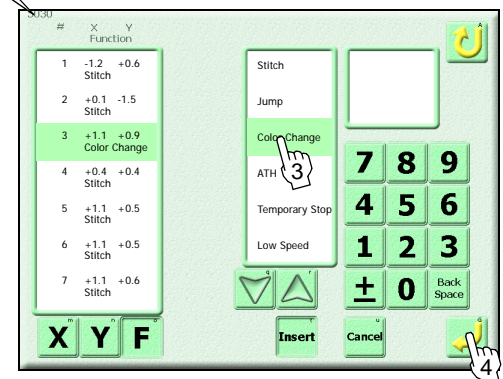 S030
# X Y
Function
1 -1.2 +0.6
Stitch
2 +0.1 -1.5
Stitch
3 +1.1 +0.9
Color Change
4 +0.4 +0.4
Stitch
5 +1.1 +0.5
Stitch
6 +1.1 +0.5
Stitch
7 +1.1 +0.6
Stitch
Stitch
Jump
Color Change
ATH
Temporary Stop
Low Speed
3
A
7 8 9
4 5 6
1 2 3
± 0 Back Space
q r
m n o
X Y F
T
Insert
u
Cancel
G
4